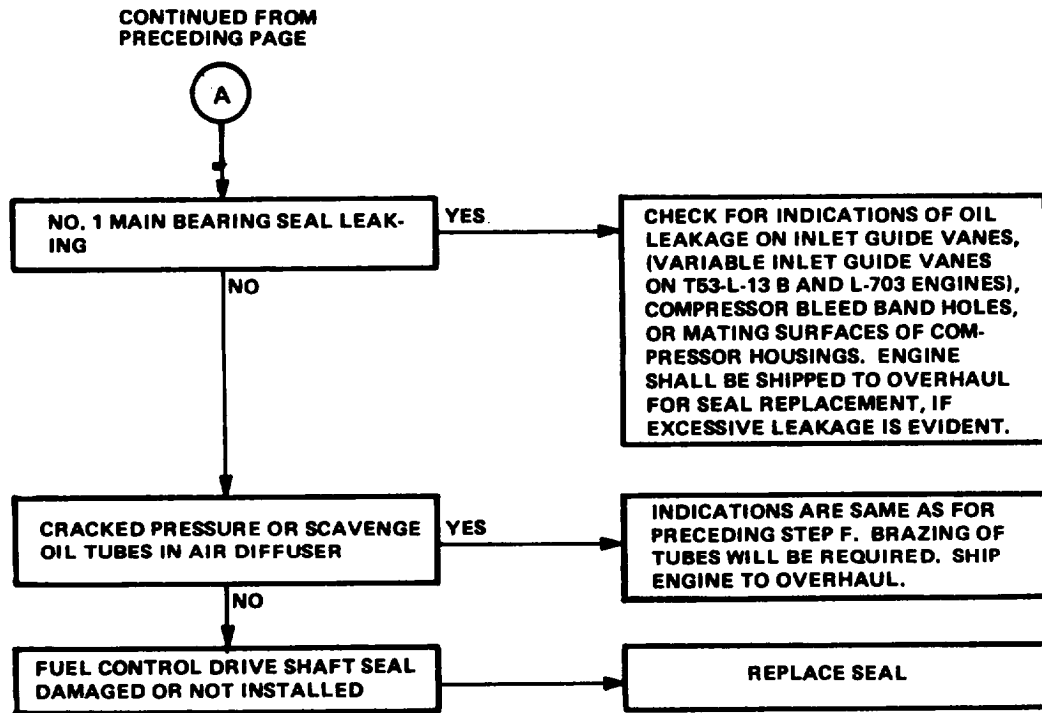 CONTINUED FROM
PRECEDING PAGE
A
NO. 1 MAIN BEARING SEAL LEAK-
ING
YES
CHECK FOR INDICATIONS OF OIL
LEAKAGE ON INLET GUIDE VANES,
(VARIABLE INLET GUIDE VANES
ON T53-L-13 B AND L-703 ENGINES),
COMPRESSOR BLEED BAND HOLES,
OR MATING SURFACES OF COM-
PRESSOR HOUSINGS. ENGINE
SHALL BE SHIPPED TO OVERHAUL
FOR SEAL REPLACEMENT, IF
EXCESSIVE LEAKAGE IS EVIDENT.
NO
CRACKED PRESSURE OR SCAVENGE
OIL TUBES IN AIR DIFFUSER
YES
INDICATIONS ARE SAME AS FOR
PRECEDING STEP F. BRAZING OF
TUBES WILL BE REQUIRED. SHIP
ENGINE TO OVERHAUL.
NO
FUEL CONTROL DRIVE SHAFT SEAL
DAMAGED OR NOT INSTALLED
REPLACE SEAL